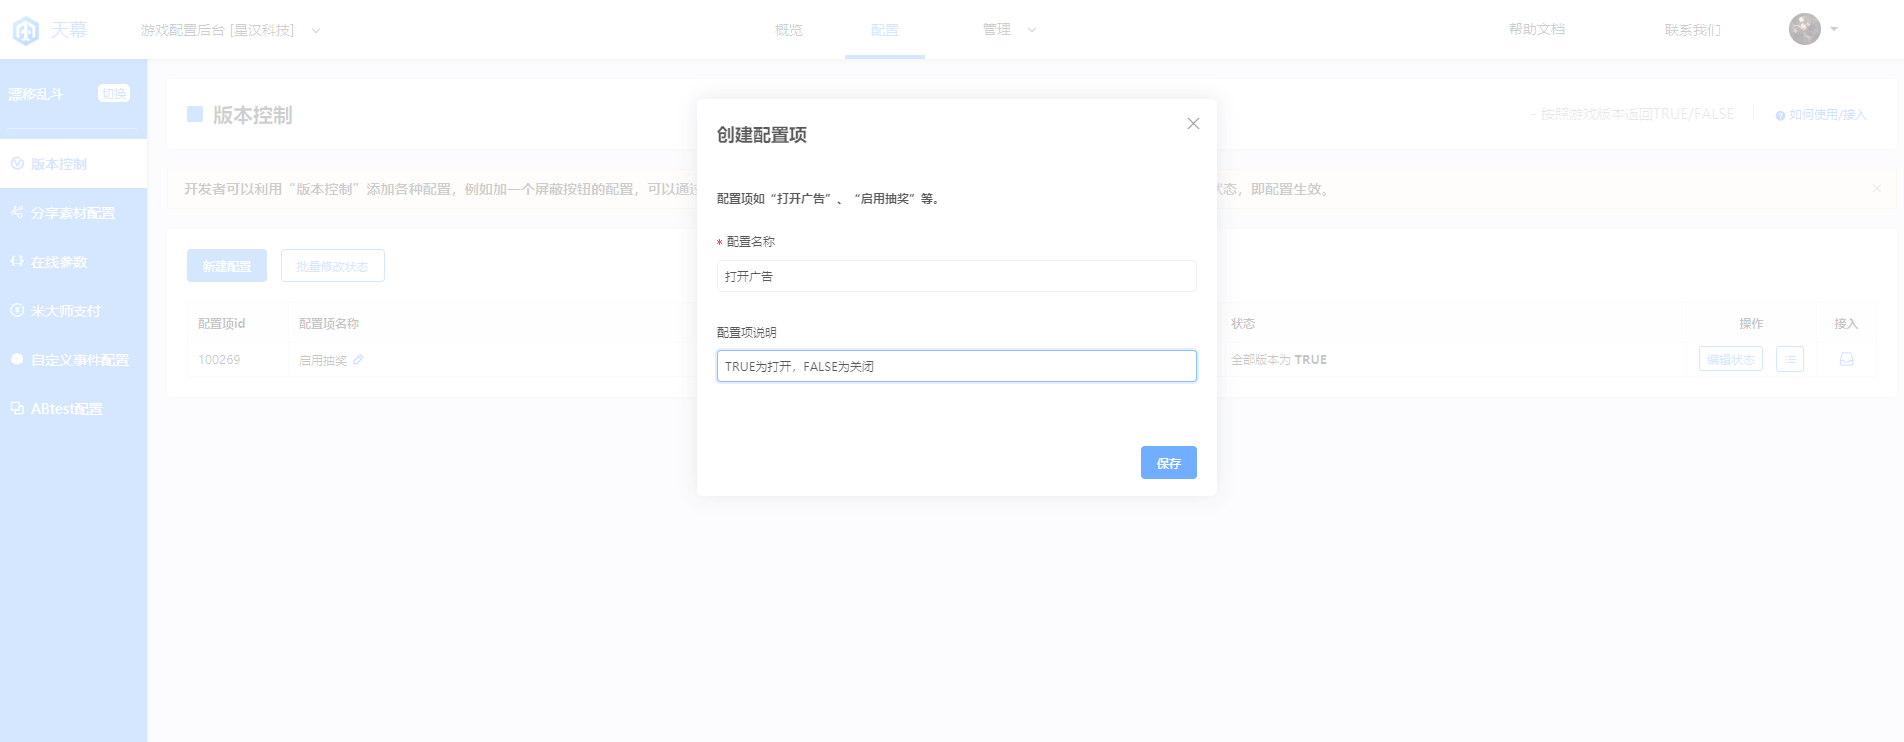 天幕
游戏配置后台 [量汉科技]
概览
配置
管理
帮助文档
联系我们
漂移乱斗
切换
版本控制
分享素材配置
在线参数
米大师支付
自定义事件配置
ABtest配置
版本控制
- 按照游戏版本返回TRUE/FALSE
如何使用/接入
开发者可以利用“版本控制”添加各种配置，例如加一个屏蔽按钮的配置，可以通过
状态，即配置生效。
新建配置
批量修改状态
配置项id
配置项名称
状态
操作
接入
100269
启用抽奖
全部版本为 TRUE
编辑状态
创建配置项
配置项如“打开广告”、“启用抽奖”等。
* 配置名称
打开广告
配置项说明
TRUE为打开，FALSE为关闭
保存